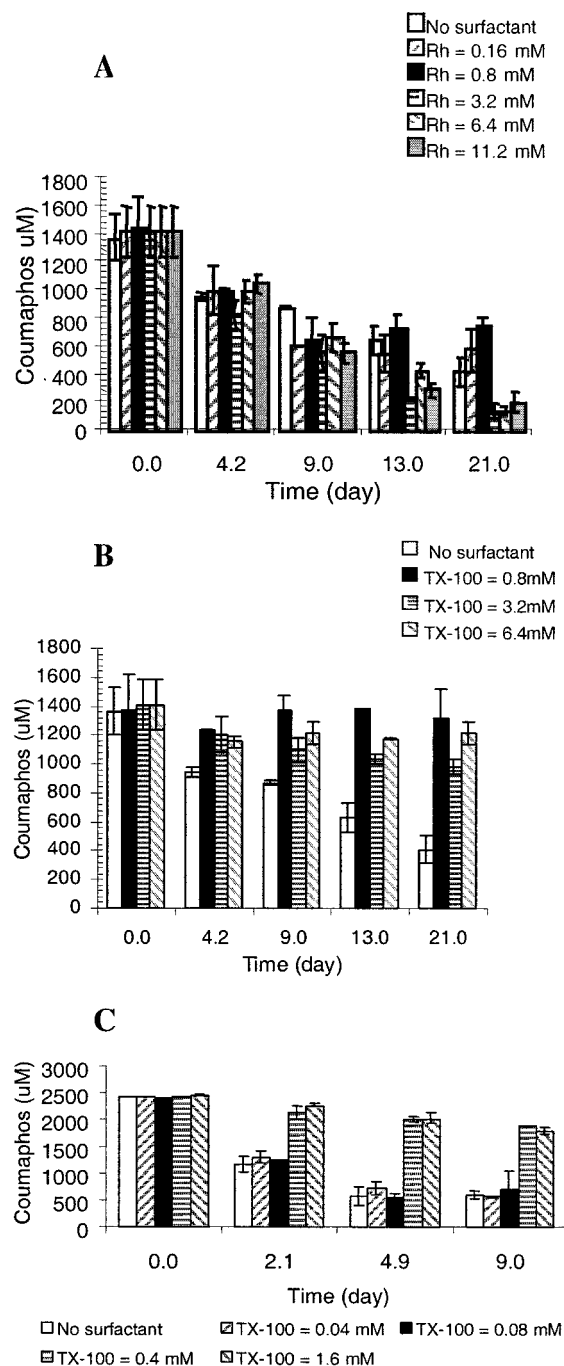 A
No surfactant
Rh = 0.16 mM
Rh = 0.8 mM
Rh = 3.2 mM
Rh = 6.4 mM
Rh = 11.2 mM
Coumaphos uM
1800
1600
1400
1200
1000
800
600
400
200
0
0.0 4.2 9.0 13.0 21.0
Time (day)
B
No surfactant
TX-100 = 0.8mM
TX-100 = 3.2mM
TX-100 = 6.4mM
Coumaphos (uM)
1800
1600
1400
1200
1000
800
600
400
200
0
0.0 4.2 9.0 13.0 21.0
Time (day)
C
Coumaphos (uM)
3000
2500
2000
1500
1000
500
0
0.0 2.1 4.9 9.0
Time (day)
No surfactant TX-100 = 0.04 mM TX-100 = 0.08 mM
TX-100 = 0.4 mM TX-100 = 1.6 mM